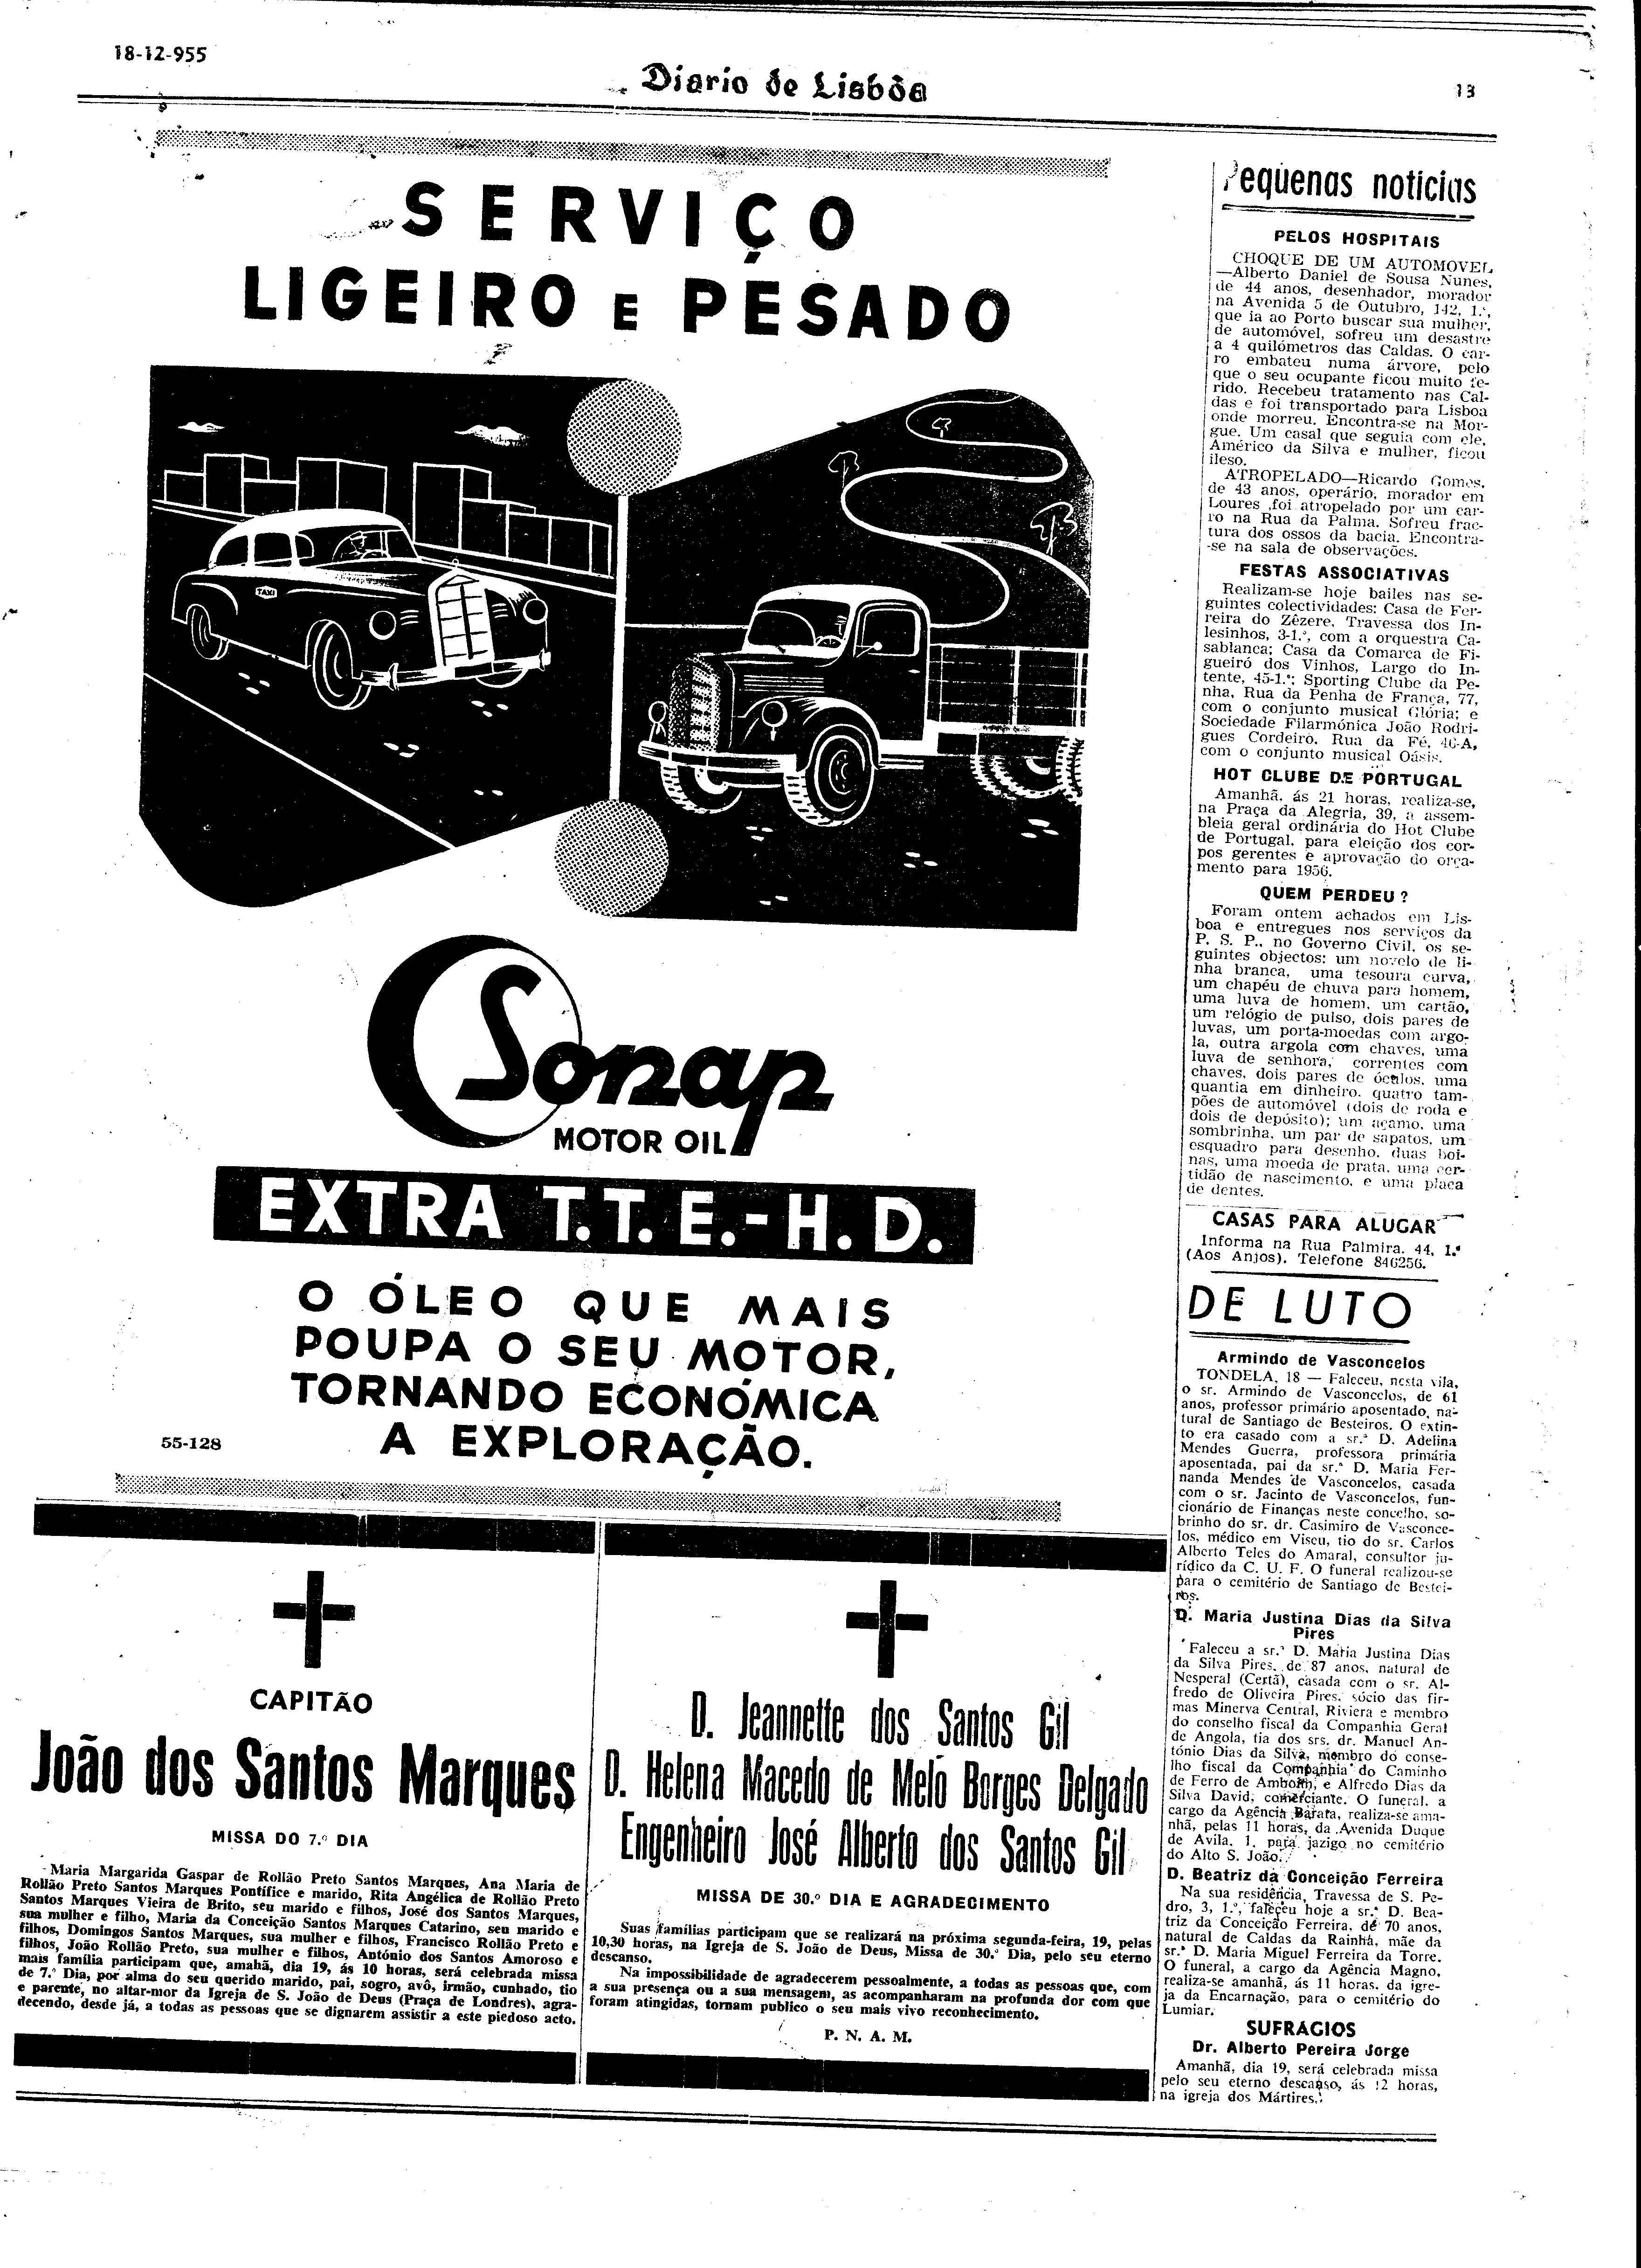 18-12-955
Diario de Lisbôa
13
SERVIÇO
LIGEIRO E PESADO
TAXI
Sonap
MOTOR OIL
EXTRA T.T.E.-H.D.
O ÓLEO QUE MAIS
POUPA O SEU MOTOR,
TORNANDO ECONÓMICA
A EXPLORAÇÃO.
55-128
CAPITÃO
João dos Santos Marques
MISSA DO 7.º DIA
Maria Margarida Gaspar de Rollão Preto Santos Marques, Ana Maria de
Rollão Preto Santos Marques Pontífice e marido, Rita Angélica de Rollão Preto
Santos Marques Vieira de Brito, seu marido e filhos, José dos Santos Marques,
sua mulher e filho, Maria da Conceição Santos Marques Catarino, seu marido e
filhos, Domingos Santos Marques, sua mulher e filhos, Francisco Rollão Preto e
filhos, João Rollão Preto, sua mulher e filhos, António dos Santos Amoroso e
mais família participam que, amahã, dia 19, ás 10 horas, será celebrada missa
de 7.º Dia, por alma do seu querido marido, pai, sogro, avô, irmão, cunhado, tio
e parente, no altar-mor da Igreja de S. João de Deus (Praça de Londres), agra-
decendo, desde já, a todas as pessoas que se dignarem assistir a este piedoso acto.
D. Jeannette dos Santos Gil
D. Helena Macedo de Melo Borges Delgado
Engenheiro José Alberto dos Santos Gil
MISSA DE 30.º DIA E AGRADECIMENTO
Suas famílias participam que se realizará na próxima segunda-feira, 19, pelas
10,30 horas, na Igreja de S. João de Deus, Missa de 30.º Dia, pelo seu eterno
descanso.
Na impossibilidade de agradecerem pessoalmente, a todas as pessoas que, com
a sua presença ou a sua mensagem, as acompanharam na profunda dor com que
foram atingidas, tornam publico o seu mais vivo reconhecimento.
P. N. A. M.
Pequenas noticias
PELOS HOSPITAIS
CHOQUE DE UM AUTOMOVEL
—Alberto Daniel de Sousa Nunes,
de 44 anos, desenhador, morador
na Avenida 5 de Outubro, 142, 1.º,
que ia ao Porto buscar sua mulher,
de automóvel, sofreu um desastre
a 4 quilómetros das Caldas. O car-
ro embateu numa árvore, pelo
que o seu ocupante ficou muito fe-
rido. Recebeu tratamento nas Cal-
das e foi transportado para Lisboa
onde morreu. Encontra-se na Mor-
gue. Um casal que seguia com ele,
Américo da Silva e mulher, ficou
ileso.
ATROPELADO—Ricardo Gomes,
de 43 anos, operário, morador em
Loures ,foi atropelado por um car-
ro na Rua da Palma. Sofreu frac-
tura dos ossos da bacia. Encontra-
-se na sala de observações.
FESTAS ASSOCIATIVAS
Realizam-se hoje bailes nas se-
guintes colectividades: Casa de Fer-
reira do Zêzere, Travessa dos In-
lesinhos, 3-1.º, com a orquestra Ca-
sablanca; Casa da Comarca de Fi-
gueiró dos Vinhos, Largo do In-
tente, 45-1.º; Sporting Clube da Pe-
nha, Rua da Penha de França, 77,
com o conjunto musical Glória; e
Sociedade Filarmónica João Rodri-
gues Cordeiro, Rua da Fé, 46-A,
com o conjunto musical Oásis.
HOT CLUBE DE PORTUGAL
Amanhã, ás 21 horas, realiza-se,
na Praça da Alegria, 39, a assem-
bleia geral ordinária do Hot Clube
de Portugal, para eleição dos cor-
pos gerentes e aprovação do orça-
mento para 1956.
QUEM PERDEU?
Foram ontem achados em Lis-
boa e entregues nos serviços da
P. S. P., no Governo Civil, os se-
guintes objectos: um novelo de li-
nha branca, uma tesoura curva,
um chapéu de chuva para homem,
uma luva de homem, um cartão,
um relógio de pulso, dois pares de
luvas, um porta-moedas com argo-
la, outra argola com chaves, uma
luva de senhora, correntes com
chaves, dois pares de óculos, uma
quantia em dinheiro, quatro tam-
pões de automóvel (dois de roda e
dois de depósito); um açamo, uma
sombrinha, um par de sapatos, um
esquadro para desenho, duas boi-
nas, uma moeda de prata, uma cer-
tidão de nascimento, e uma placa
de dentes.
CASAS PARA ALUGAR
Informa na Rua Palmira, 44, 1.º
(Aos Anjos). Telefone 846256.
DE LUTO
Armindo de Vasconcelos
TONDELA, 18 — Faleceu, nesta vila,
o sr. Armindo de Vasconcelos, de 61
anos, professor primário aposentado, na-
tural de Santiago de Besteiros. O extin-
to era casado com a sr.ª D. Adelina
Mendes Guerra, professora primária
aposentada, pai da sr.ª D. Maria Fer-
nanda Mendes de Vasconcelos, casada
com o sr. Jacinto de Vasconcelos, fun-
cionário de Finanças neste concelho, so-
brinho do sr. dr. Casimiro de Vasconce-
los, médico em Viseu, tio do sr. Carlos
Alberto Teles do Amaral, consultor ju-
rídico da C. U. F. O funeral realizou-se
para o cemitério de Santiago de Bestei-
ros.
D. Maria Justina Dias da Silva
Pires
Faleceu a sr.ª D. Maria Justina Dias
da Silva Pires, de 87 anos, natural de
Nesperal (Certã), casada com o sr. Al-
fredo de Oliveira Pires, sócio das fir-
mas Minerva Central, Riviera e membro
do conselho fiscal da Companhia Geral
de Angola, tia dos srs. dr. Manuel An-
tónio Dias da Silva, membro do conse-
lho fiscal da Companhia do Caminho
de Ferro de Amboim, e Alfredo Dias da
Silva David, comerciante. O funeral, a
cargo da Agência Barata, realiza-se ama-
nhã, pelas 11 horas, da Avenida Duque
de Avila, 1, para jazigo no cemitério
do Alto S. João.
D. Beatriz da Conceição Ferreira
Na sua residência, Travessa de S. Pe-
dro, 3, 1.º, faleceu hoje a sr.ª D. Bea-
triz da Conceição Ferreira, de 70 anos,
natural de Caldas da Rainha, mãe da
sr.ª D. Maria Miguel Ferreira da Torre.
O funeral, a cargo da Agência Magno,
realiza-se amanhã, ás 11 horas, da igre-
ja da Encarnação, para o cemitério do
Lumiar.
SUFRAGIOS
Dr. Alberto Pereira Jorge
Amanhã, dia 19, será celebrada missa
pelo seu eterno descanso, ás 12 horas,
na igreja dos Mártires.